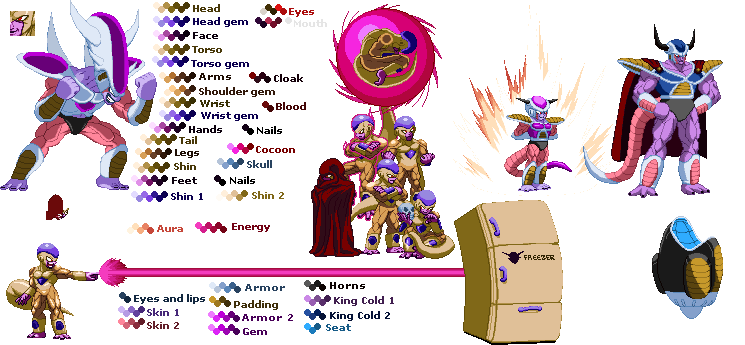 Head
Eyes
Head gem
Mouth
Face
Torso
Torso gem
Arms
Cloak
Shoulder gem
Wrist
Blood
Wrist gem
Hands
Nails
Tail
Cocoon
Legs
Skull
Shin
Feet
Nails
Shin 1
Shin 2
Aura
Energy
FREEZER
Eyes and lips
Armor
Horns
Skin 1
Padding
King Cold 1
Skin 2
Armor 2
King Cold 2
Gem
Seat